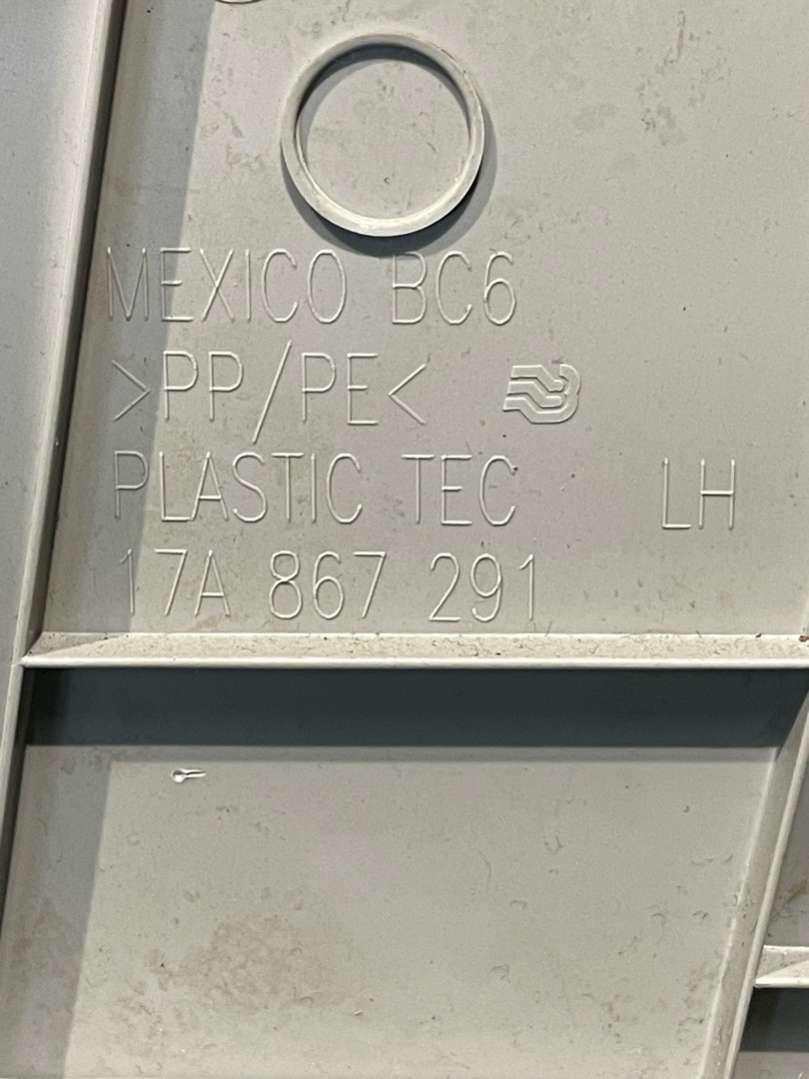 MEXICO BC6
>PP/PE<
PLASTIC TEC LH
17A 867 291